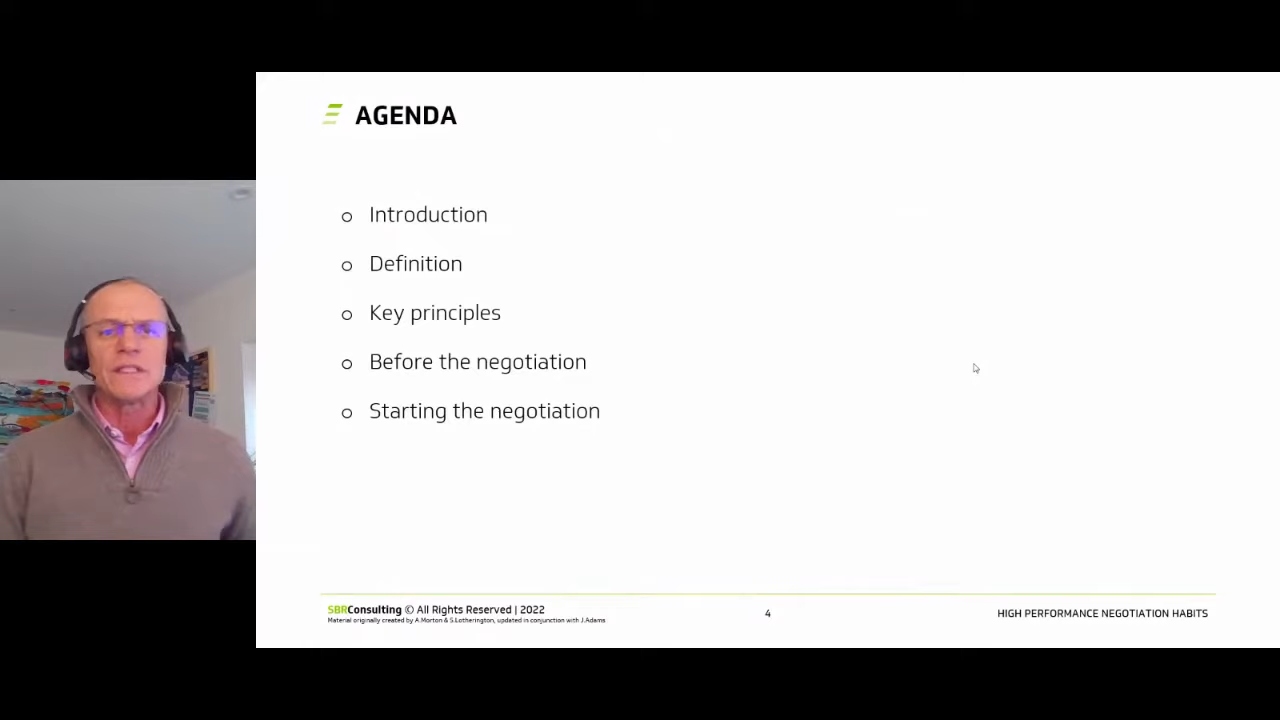 AGENDA
o Introduction
o Definition
o Key principles
o Before the negotiation
o Starting the negotiation
SBRConsulting © All Rights Reserved | 2022
Material originally created by A.Morton & S.Lotherington, updated in conjunction with J.Adams
4
HIGH PERFORMANCE NEGOTIATION HABITS